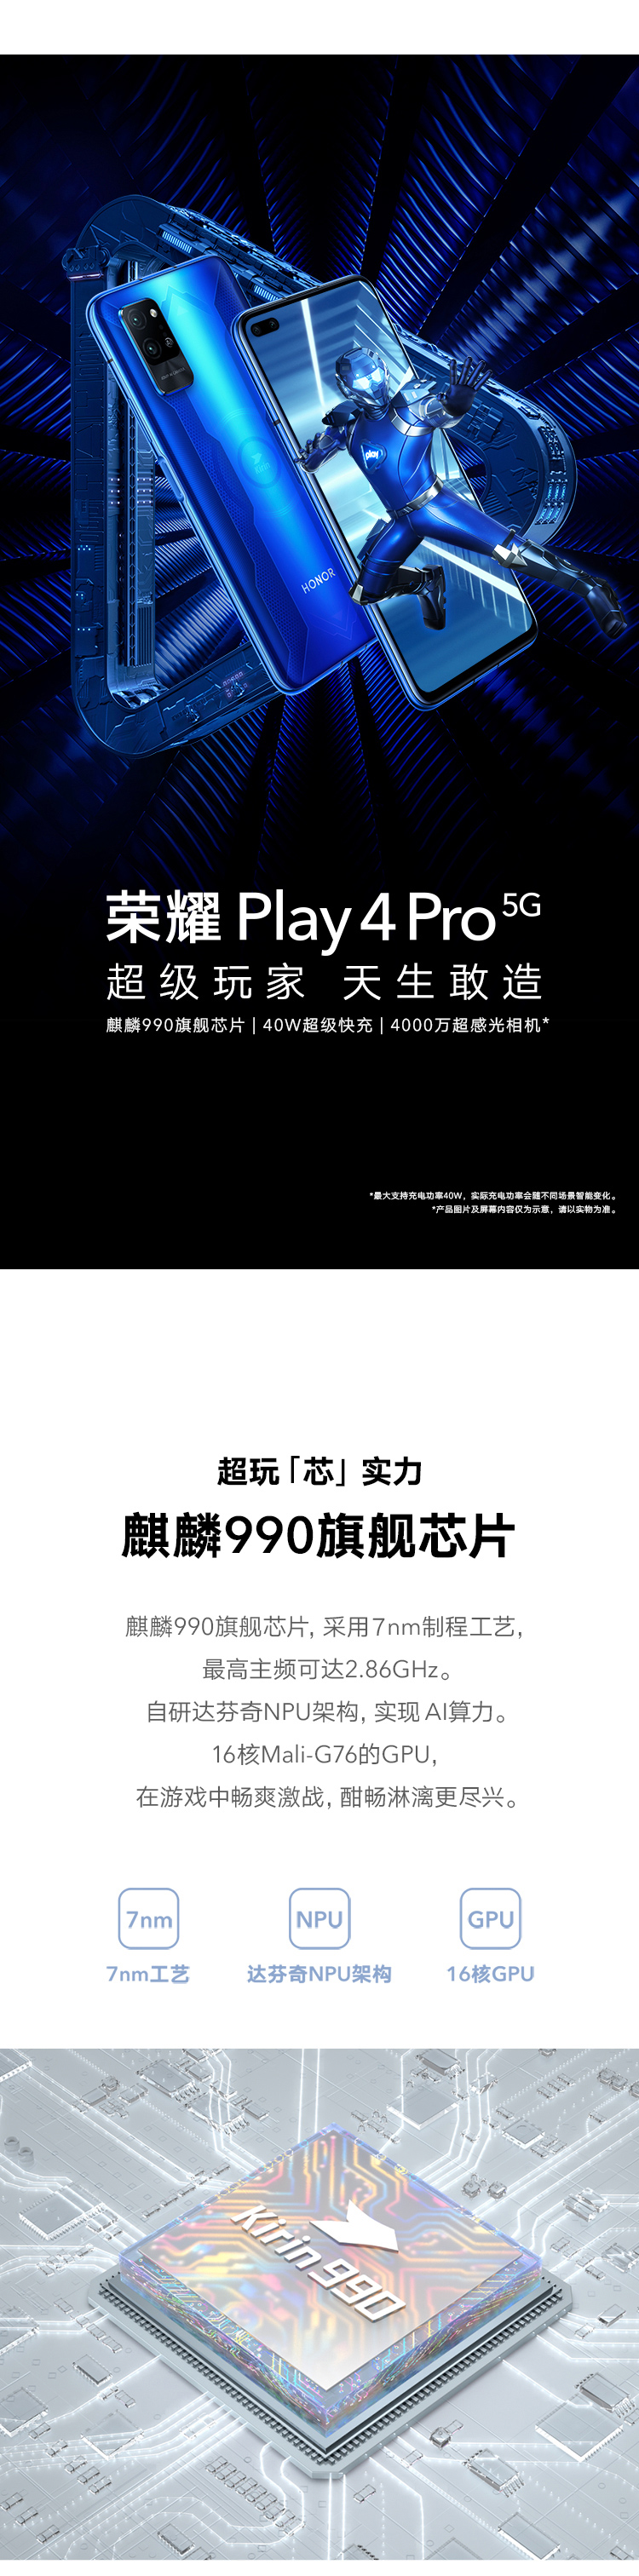 HONOR
play
荣耀 Play 4 Pro 5G
超级玩家 天生敢造
麒麟990旗舰芯片 | 40W超级快充 | 4000万超感光相机*
*最大支持充电功率40W，实际充电功率会随不同场景智能变化。
*产品图片及屏幕内容仅为示意，请以实物为准。
超玩「芯」实力
麒麟990旗舰芯片
麒麟990旗舰芯片, 采用7nm制程工艺,
最高主频可达2.86GHz。
自研达芬奇NPU架构, 实现 AI算力。
16核Mali-G76的GPU,
在游戏中畅爽激战, 酣畅淋漓更尽兴。
7nm NPU GPU
7nm工艺 达芬奇NPU架构 16核GPU
Kirin 990